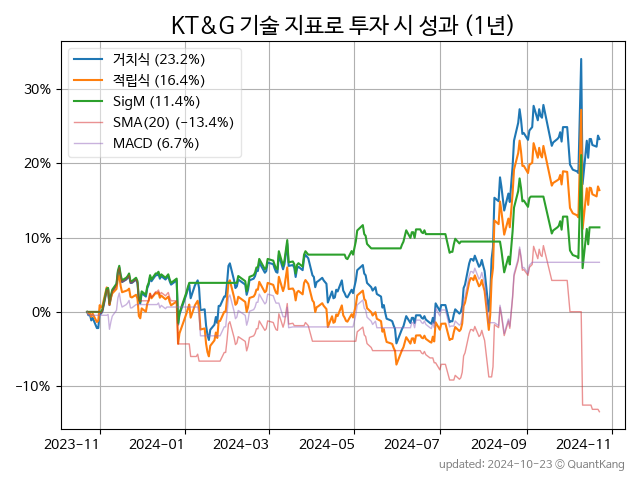 KT&G 기술 지표로 투자 시 성과 (1년)
거치식 (23.2%)
적립식 (16.4%)
SigM (11.4%)
SMA(20) (−13.4%)
MACD (6.7%)
30%
20%
10%
0%
−10%
2023-11 2024-01 2024-03 2024-05 2024-07 2024-09 2024-11
updated: 2024-10-23 © QuantKang